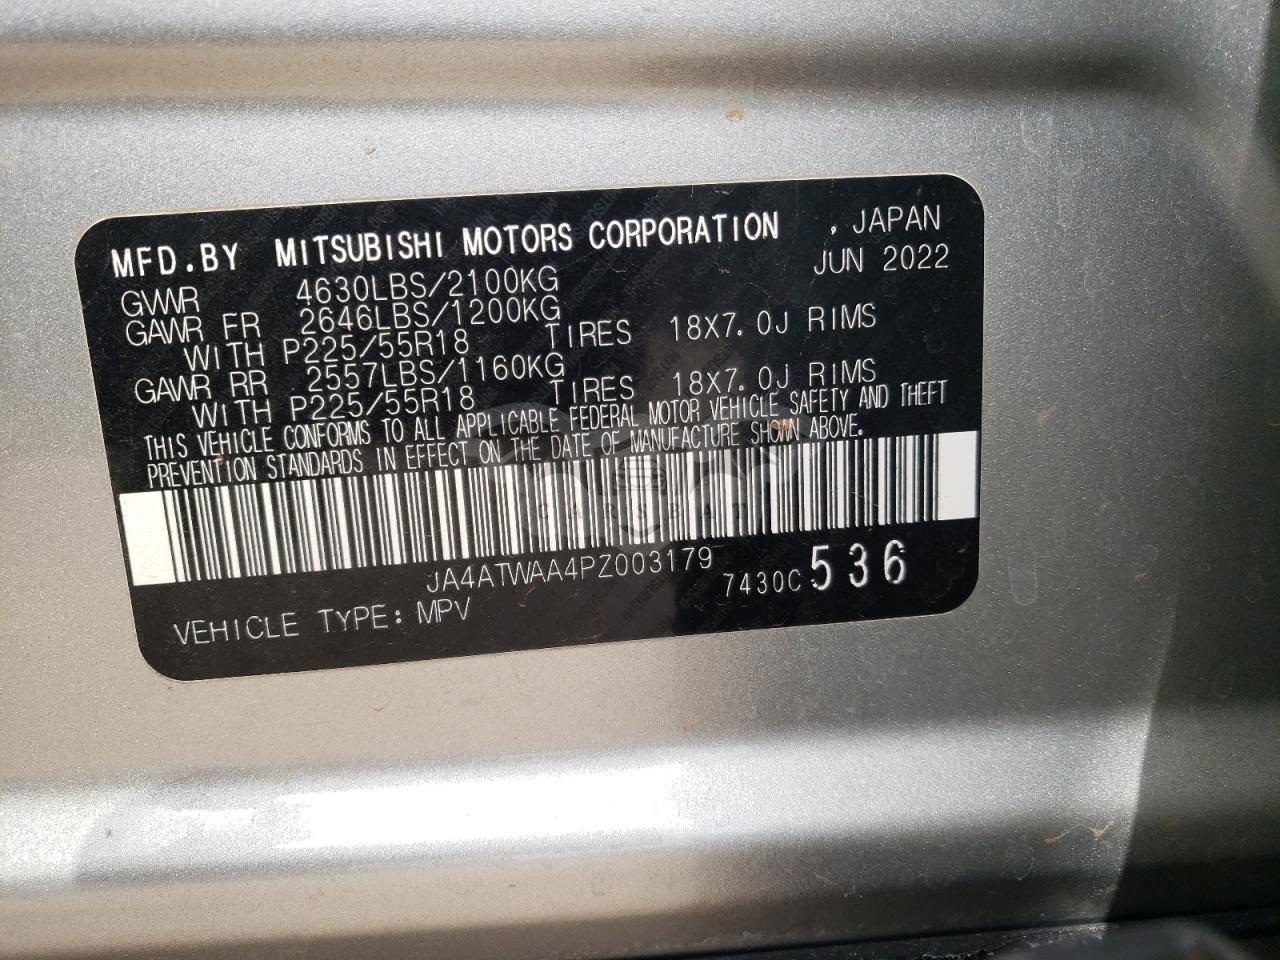 MFD.BY MITSUBISHI MOTORS CORPORATION , JAPAN
GVWR 4630LBS/2100KG JUN 2022
GAWR FR 2646LBS/1200KG
WITH P225/55R18 TIRES 18X7.0J RIMS
GAWR RR 2557LBS/1160KG
WITH P225/55R18 TIRES 18X7.0J RIMS
THIS VEHICLE CONFORMS TO ALL APPLICABLE FEDERAL MOTOR VEHICLE SAFETY AND THEFT
PREVENTION STANDARDS IN EFFECT ON THE DATE OF MANUFACTURE SHOWN ABOVE.
JA4ATWAA4PZ003179 7430C 536
VEHICLE TYPE: MPV